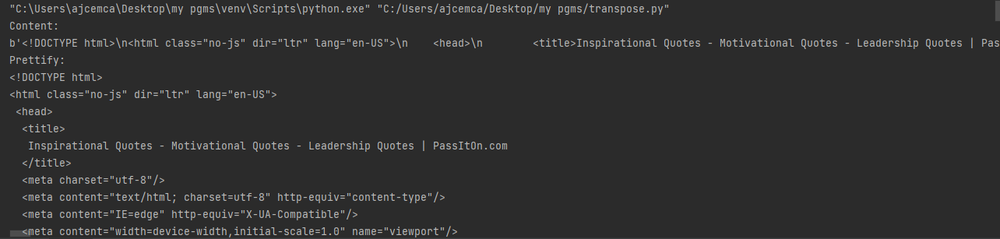 "C:\Users\ajcemca\Desktop\my pgms\venv\Scripts\python.exe" "C:/Users/ajcemca/Desktop/my pgms/transpose.py"
Content:
b'<!DOCTYPE html>\n<html class="no-js" dir="ltr" lang="en-US">\n    <head>\n        <title>Inspirational Quotes - Motivational Quotes - Leadership Quotes | Pas
Prettify:
<!DOCTYPE html>
<html class="no-js" dir="ltr" lang="en-US">
 <head>
  <title>
   Inspirational Quotes - Motivational Quotes - Leadership Quotes | PassItOn.com
  </title>
  <meta charset="utf-8"/>
  <meta content="text/html; charset=utf-8" http-equiv="content-type"/>
  <meta content="IE=edge" http-equiv="X-UA-Compatible"/>
  <meta content="width=device-width,initial-scale=1.0" name="viewport"/>